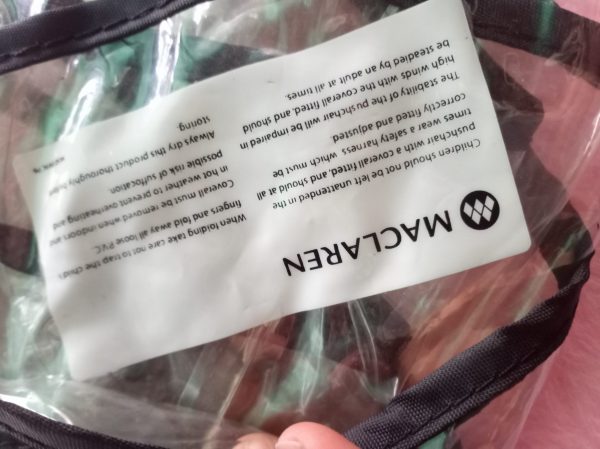 MACLAREN
Children should not be left unattended in the
pushchair with a coverall fitted, and should at all
times wear a safety harness, which must be
correctly fitted and adjusted
The stability of the pushchair will be impaired in
high winds with the coverall fitted, and should
be steadied by an adult at all times.
When folding take care not to trap the child's
fingers and fold away all loose P.V.C.
Coverall must be removed when indoors and
in hot weather to prevent overheating and
possible risk of suffocation.
Always dry this product thoroughly
storing.